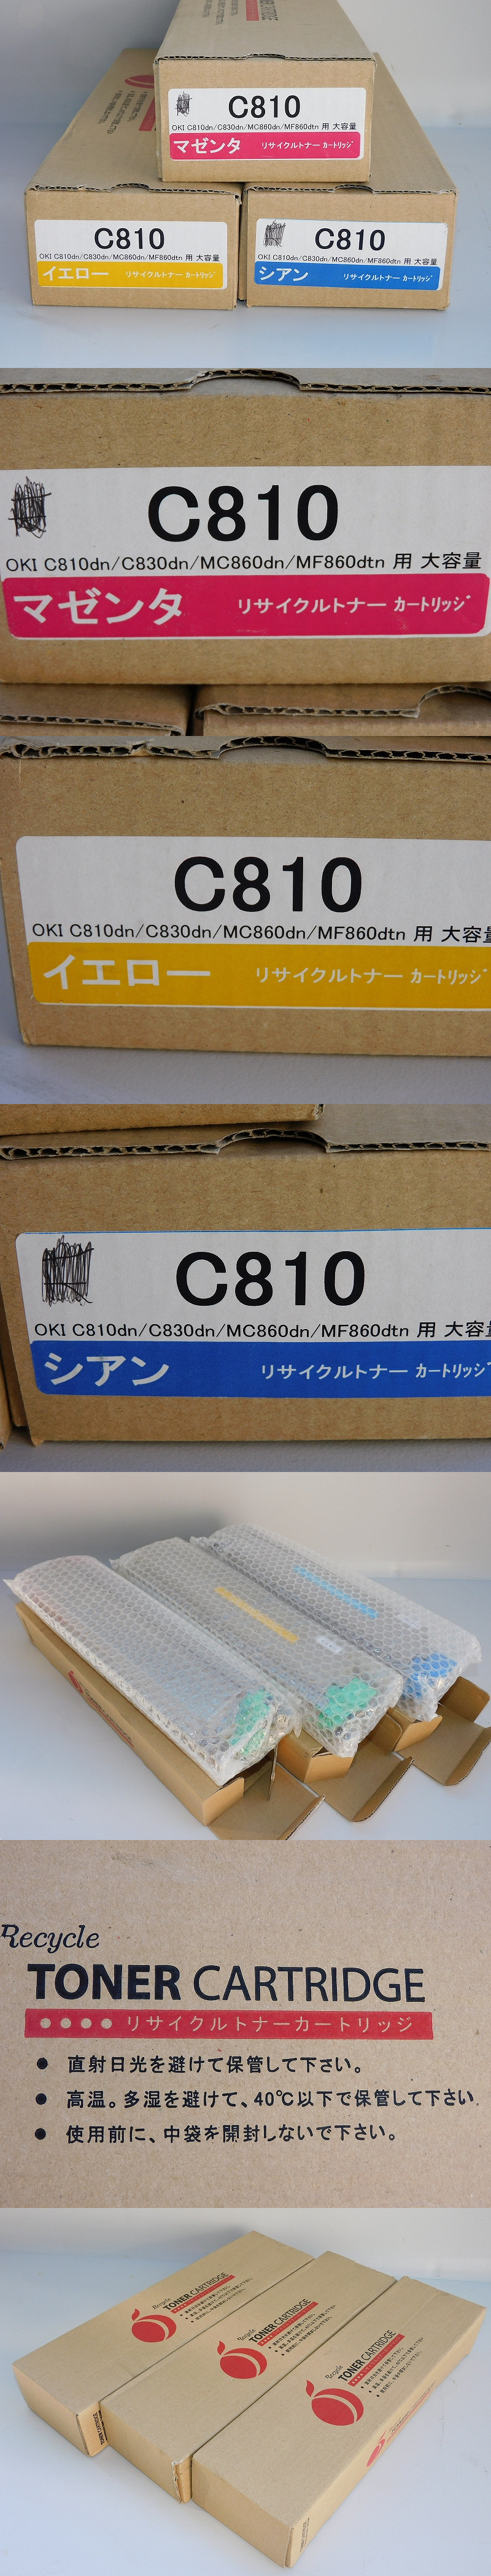 TONER CARTRIDGE
C810
OKI C810dn/C830dn/MC860dn/MF860dtn 用 大容量
マゼンタ リサイクルトナー カートリッジ
C810
OKI C810dn/C830dn/MC860dn/MF860dtn 用 大容量
イエロー リサイクルトナー カートリッジ
C810
OKI C810dn/C830dn/MC860dn/MF860dtn 用 大容量
シアン リサイクルトナー カートリッジ
C810
OKI C810dn/C830dn/MC860dn/MF860dtn 用 大容量
マゼンタ リサイクルトナー カートリッジ
C810
OKI C810dn/C830dn/MC860dn/MF860dtn 用 大容量
イエロー リサイクルトナー カートリッジ
C810
OKI C810dn/C830dn/MC860dn/MF860dtn 用 大容量
シアン リサイクルトナー カートリッジ
Recycle
TONER CARTRIDGE
●●●● リサイクルトナーカートリッジ
● 直射日光を避けて保管して下さい。
● 高温。多湿を避けて、40℃以下で保管して下さい.
● 使用前に、中袋を開封しないで下さい。
Recycle
TONER CARTRIDGE
Recycle
TONER CARTRIDGE
Recycle
TONER CARTRIDGE